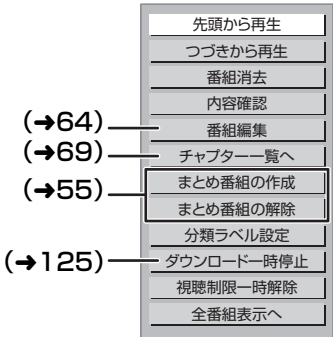 先頭から再生
つづきから再生
番組消去
内容確認
(➜64) 番組編集
(➜69) チャプター一覧へ
(➜55) まとめ番組の作成
まとめ番組の解除
分類ラベル設定
(➜125) ダウンロード一時停止
視聴制限一時解除
全番組表示へ